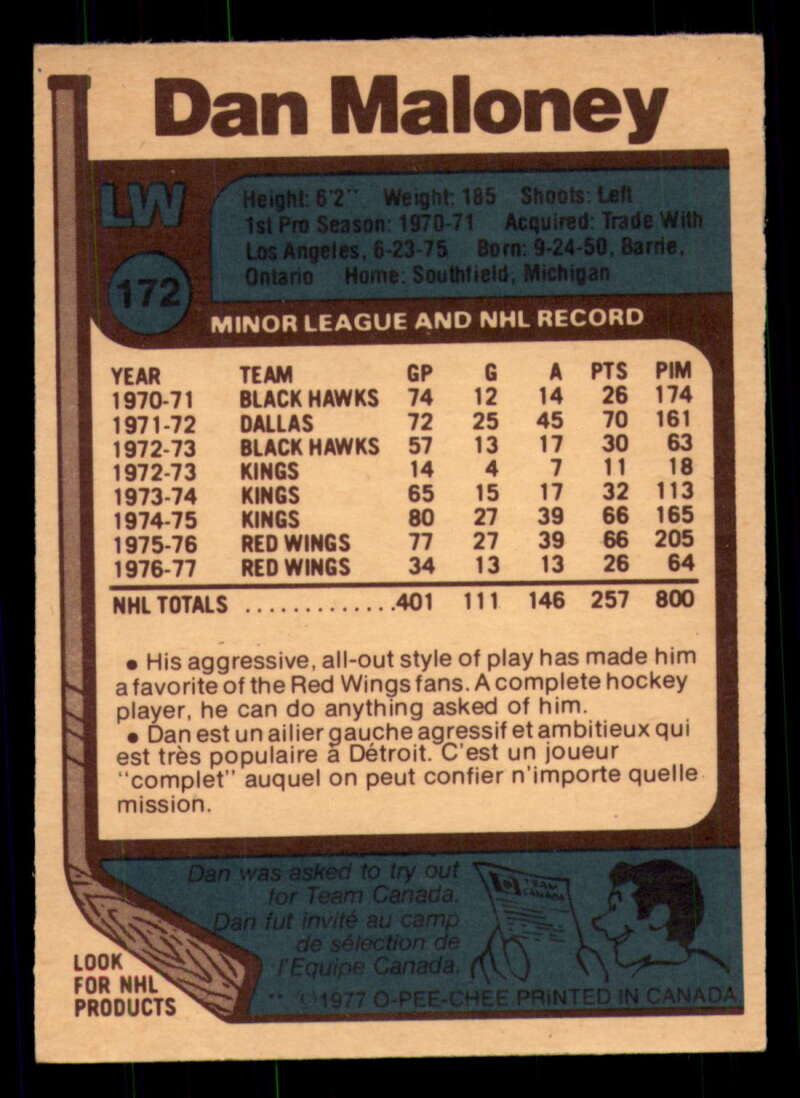 Dan Maloney
LW
Height: 6'2" Weight: 185 Shoots: Left
1st Pro Season: 1970-71 Acquired: Trade With
Los Angeles, 6-23-75 Born: 9-24-50, Barrie,
Ontario Home: Southfield, Michigan
172
MINOR LEAGUE AND NHL RECORD
YEAR TEAM GP G A PTS PIM
1970-71 BLACK HAWKS 74 12 14 26 174
1971-72 DALLAS 72 25 45 70 161
1972-73 BLACK HAWKS 57 13 17 30 63
1972-73 KINGS 14 4 7 11 18
1973-74 KINGS 65 15 17 32 113
1974-75 KINGS 80 27 39 66 165
1975-76 RED WINGS 77 27 39 66 205
1976-77 RED WINGS 34 13 13 26 64
NHL TOTALS .............401 111 146 257 800
• His aggressive, all-out style of play has made him
a favorite of the Red Wings fans. A complete hockey
player, he can do anything asked of him.
• Dan est un ailier gauche agressif et ambitieux qui
est très populaire à Détroit. C'est un joueur
"complet" auquel on peut confier n'importe quelle
mission.
Dan was asked to try out
for Team Canada.
Dan fut invité au camp
de sélection de
l'Equipe Canada.
TEAM
CANADA
LOOK
FOR NHL
PRODUCTS
** ©1977 O-PEE-CHEE PRINTED IN CANADA